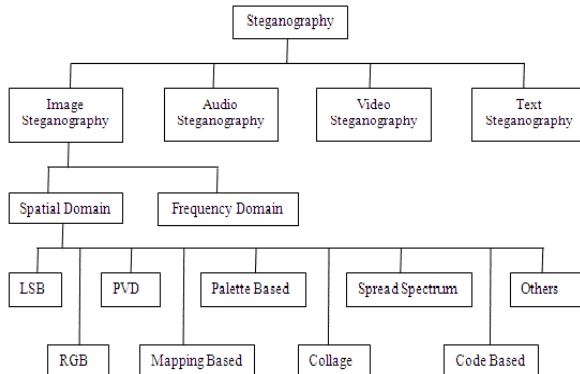 Steganography
Image
Steganography
Audio
Steganography
Video
Steganography
Text
Steganography
Spatial Domain
Frequency Domain
LSB
PVD
Palette Based
Spread Spectrum
Others
RGB
Mapping Based
Collage
Code Based